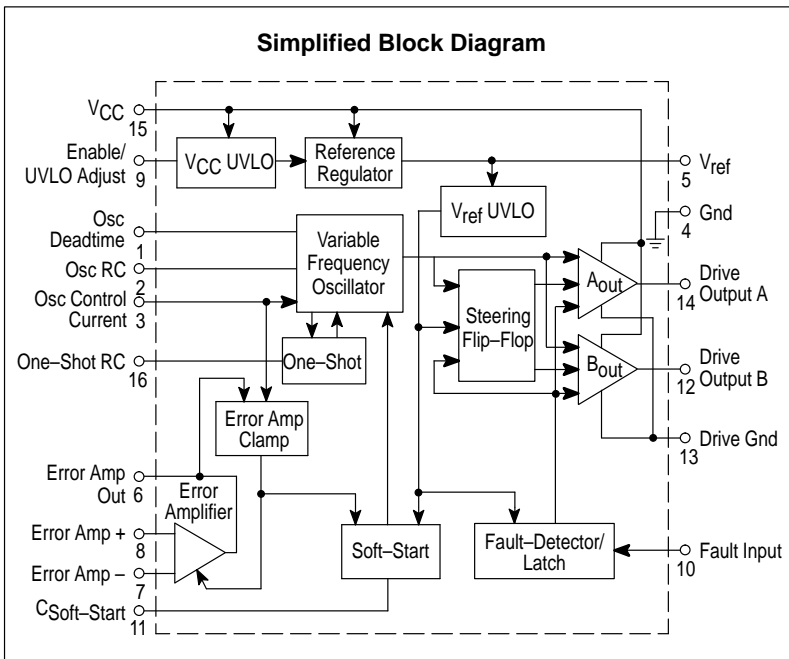 Simplified Block Diagram
VCC
15
Enable/
UVLO Adjust
9
VCC UVLO
Reference
Regulator
Vref
5
Vref UVLO
Gnd
4
Osc
Deadtime
1
Osc RC
2
Osc Control
Current
3
Variable
Frequency
Oscillator
Steering
Flip–Flop
Aout
Drive
Output A
14
One–Shot RC
16
One–Shot
Bout
Drive
Output B
12
Error Amp
Clamp
Drive Gnd
13
Error Amp
Out
6
Error
Amplifier
Error Amp +
8
Error Amp –
7
Soft–Start
Fault–Detector/
Latch
Fault Input
10
CSoft–Start
11